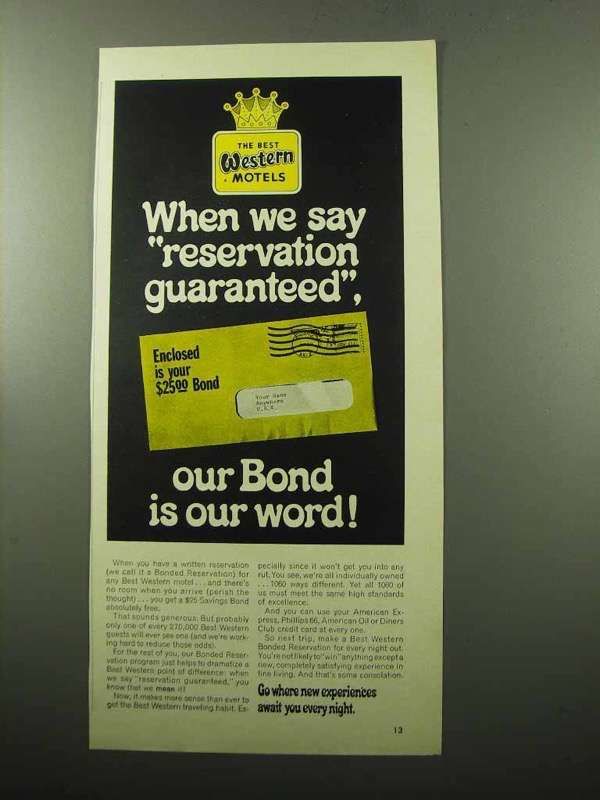 THE BEST
Western
MOTELS
When we say
"reservation
guaranteed",
Enclosed
is your
$25.00 Bond
Your Name
Anywhere
U.S.A.
our Bond
is our word!
When you have a written reservation
(we call it a Bonded Reservation) for
any Best Western motel . . . and there's
no room when you arrive (perish the
thought) . . . you get a $25 Savings Bond
absolutely free.
That sounds generous. But probably
only one of every 270,000 Best Western
guests will ever see one (and we're work-
ing hard to reduce those odds).
For the rest of you, our Bonded Reser-
vation program just helps to dramatize a
Best Western point of difference: when
we say "reservation guaranteed," you
know that we mean it!
Now, it makes more sense than ever to
get the Best Western traveling habit. Es-
pecially since it won't get you into any
rut. You see, we're all individually owned
. . . 1060 ways different. Yet all 1060 of
us must meet the same high standards
of excellence.
And you can use your American Ex-
press, Phillips 66, American Oil or Diners
Club credit card at every one.
So next trip, make a Best Western
Bonded Reservation for every night out.
You're not likely to "win" anything except a
new, completely satisfying experience in
fine living. And that's some consolation.
Go where new experiences
await you every night.
13